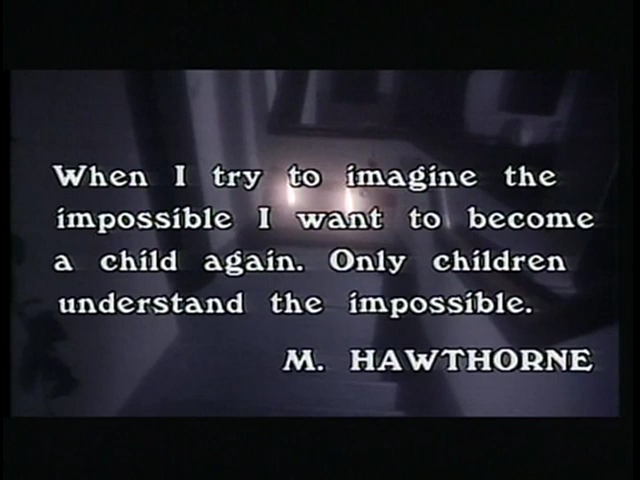 When I try to imagine the
impossible I want to become
a child again. Only children
understand the impossible.
M. HAWTHORNE